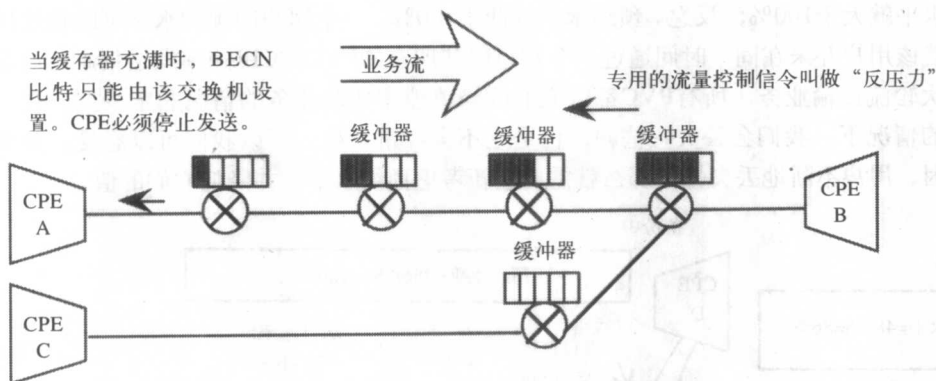 当缓存器充满时，BECN
比特只能由该交换机设
置。CPE必须停止发送。
业务流
专用的流量控制信令叫做“反压力”
缓冲器
缓冲器
缓冲器
缓冲器
CPE
A
CPE
B
缓冲器
CPE
C